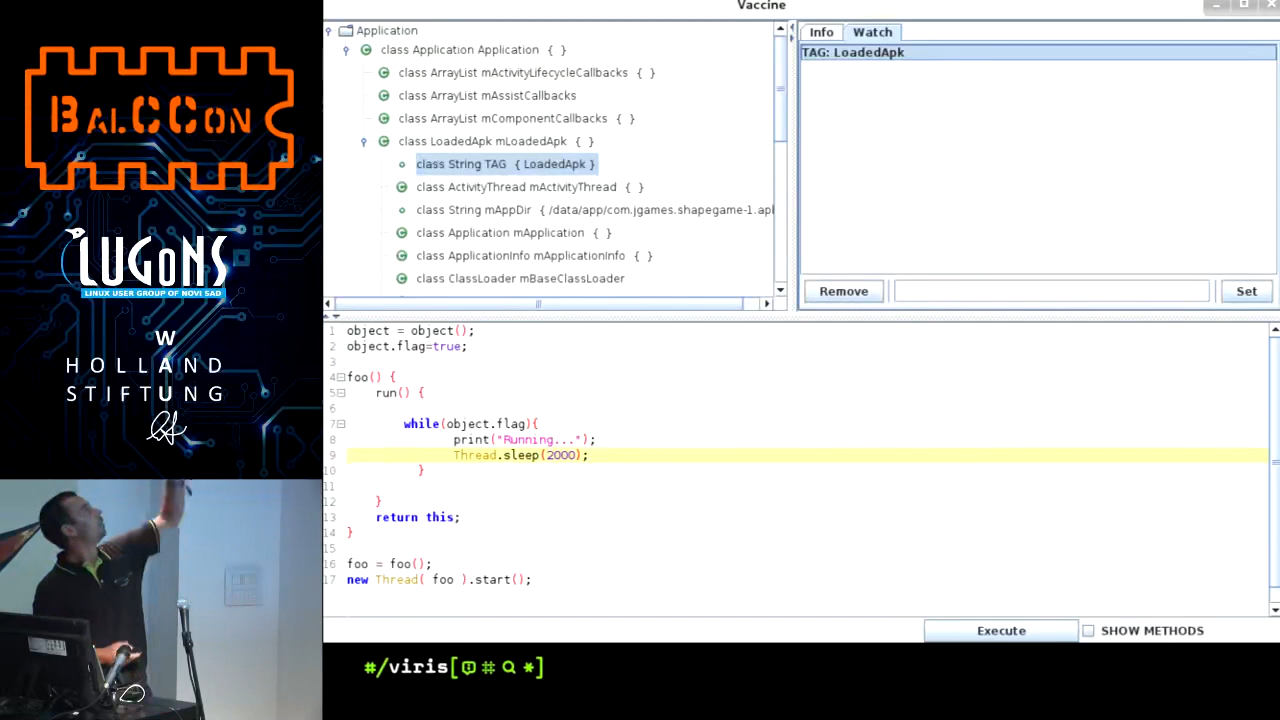 BALCCON
LUGONS
LINUX USER GROUP OF NOVI SAD
W
HOLLAND
STIFTUNG
Vaccine
Application
class Application Application { }
class ArrayList mActivityLifecycleCallbacks { }
class ArrayList mAssistCallbacks
class ArrayList mComponentCallbacks { }
class LoadedApk mLoadedApk { }
class String TAG { LoadedApk }
class ActivityThread mActivityThread { }
class String mAppDir { /data/app/com.jgames.shapegame-1.apk
class Application mApplication { }
class ApplicationInfo mApplicationInfo { }
class ClassLoader mBaseClassLoader
Info Watch
TAG: LoadedApk
Remove Set
1 object = object();
2 object.flag=true;
3
4 foo() {
5 run() {
6
7 while(object.flag){
8 print("Running...");
9 Thread.sleep(2000);
10 }
11
12 }
13 return this;
14 }
15
16 foo = foo();
17 new Thread( foo ).start();
Execute SHOW METHODS
#/viris[ # *]